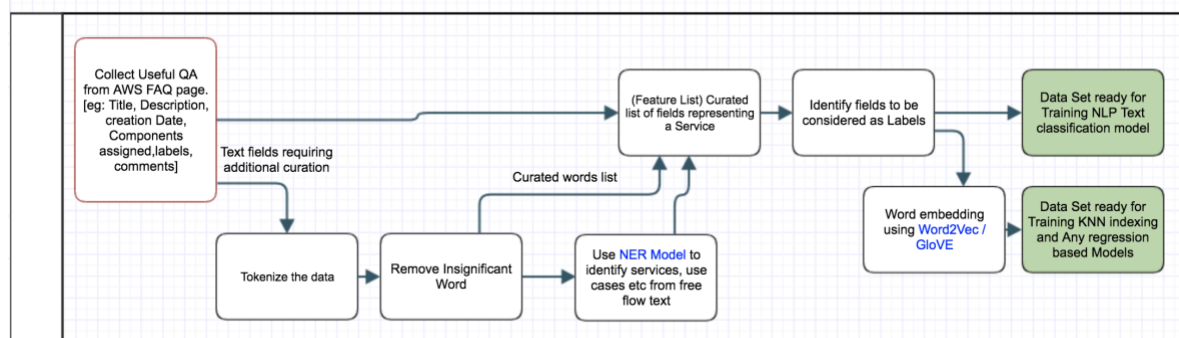 Collect Useful QA
from AWS FAQ page.
[eg: Title, Description,
creation Date,
Components
assigned,labels,
comments]
Text fields requiring
additional curation
Tokenize the data
Remove Insignificant
Word
Curated words list
Use NER Model to
identify services, use
cases etc from free
flow text
(Feature List) Curated
list of fields representing
a Service
Identify fields to be
considered as Labels
Data Set ready for
Training NLP Text
classification model
Word embedding
using Word2Vec /
GloVE
Data Set ready for
Training KNN indexing
and Any regression
based Models